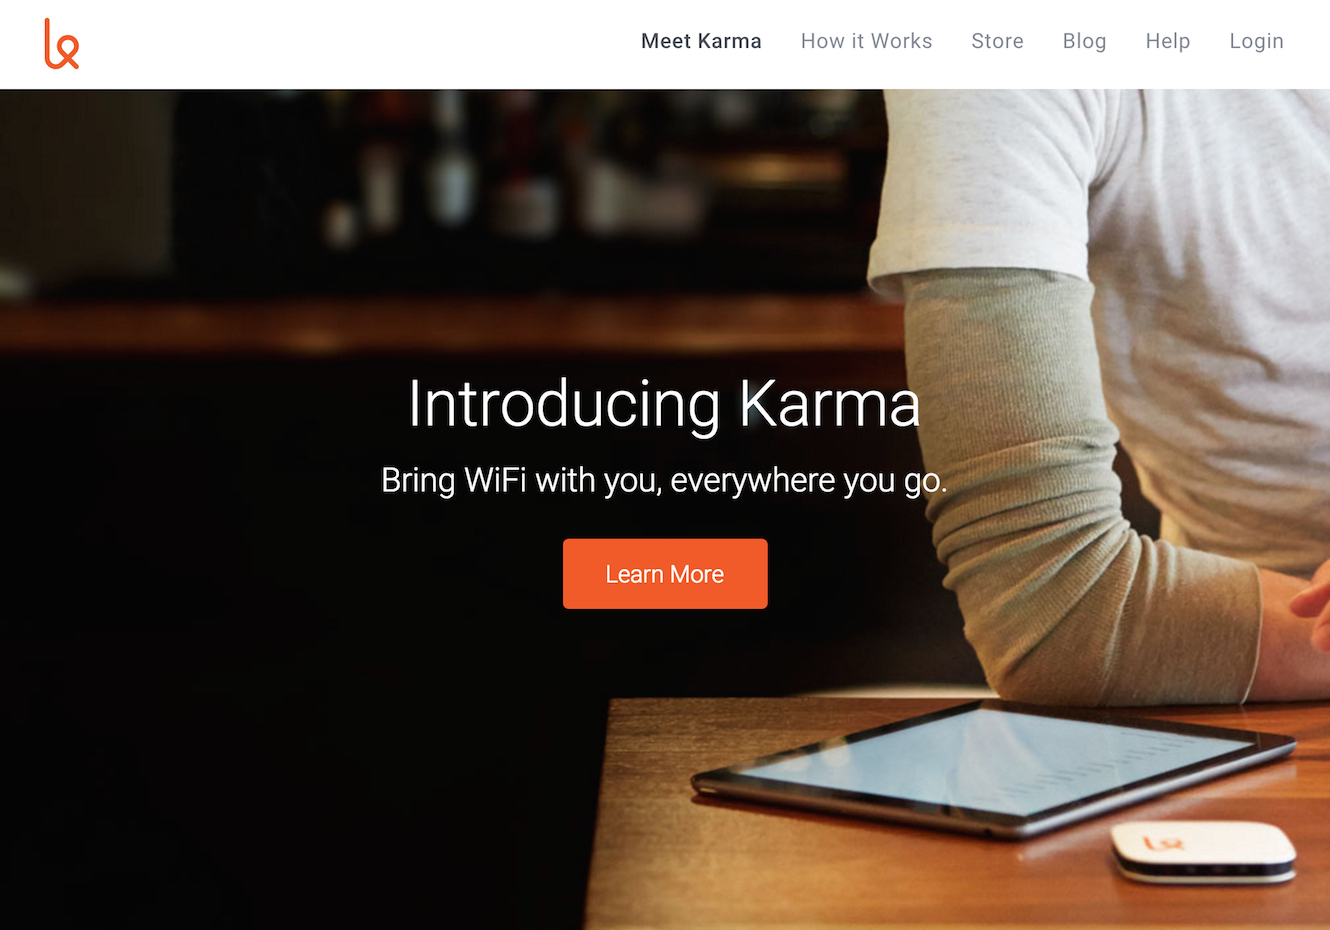 Meet Karma How it Works Store Blog Help Login
Introducing Karma
Bring WiFi with you, everywhere you go.
Learn More